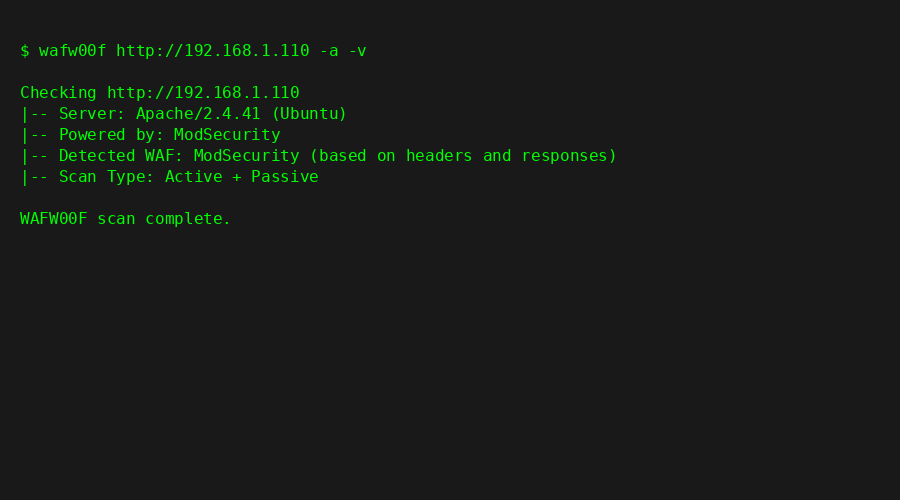 $ wafw00f http://192.168.1.110 -a -v
Checking http://192.168.1.110
|-- Server: Apache/2.4.41 (Ubuntu)
|-- Powered by: ModSecurity
|-- Detected WAF: ModSecurity (based on headers and responses)
|-- Scan Type: Active + Passive
WAFW00F scan complete.